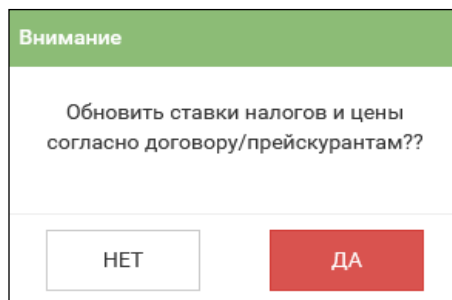 Внимание
Обновить ставки налогов и цены
согласно договору/прейскурантам??
НЕТ
ДА